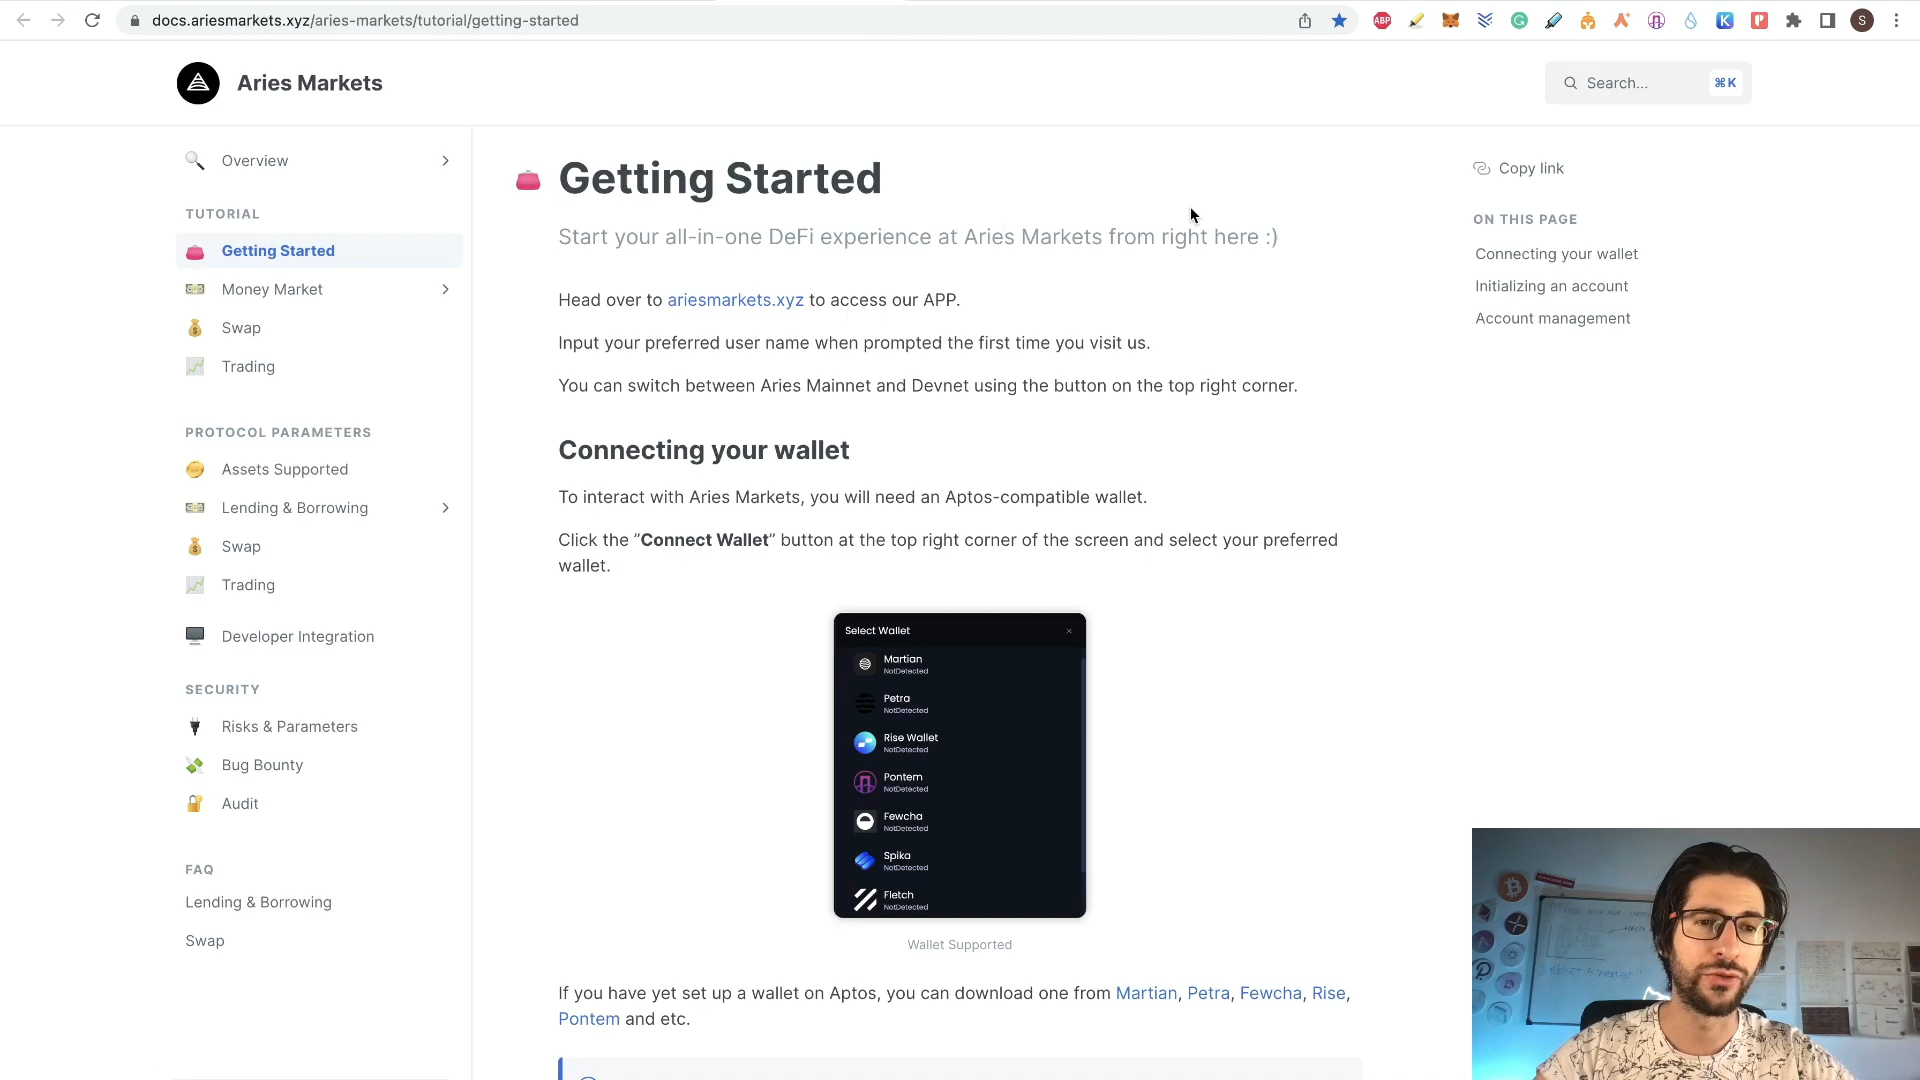 docs.ariesmarkets.xyz/aries-markets/tutorial/getting-started
ABP
S
Aries Markets
Search...
⌘K
Overview
TUTORIAL
Getting Started
Money Market
Swap
Trading
PROTOCOL PARAMETERS
Assets Supported
Lending & Borrowing
Swap
Trading
Developer Integration
SECURITY
Risks & Parameters
Bug Bounty
Audit
FAQ
Lending & Borrowing
Swap
Getting Started
Start your all-in-one DeFi experience at Aries Markets from right here :)
Head over to ariesmarkets.xyz to access our APP.
Input your preferred user name when prompted the first time you visit us.
You can switch between Aries Mainnet and Devnet using the button on the top right corner.
Connecting your wallet
To interact with Aries Markets, you will need an Aptos-compatible wallet.
Click the ”Connect Wallet” button at the top right corner of the screen and select your preferred
wallet.
Select Wallet
Martian
NotDetected
Petra
NotDetected
Rise Wallet
NotDetected
Pontem
NotDetected
Fewcha
NotDetected
Spika
NotDetected
Fletch
NotDetected
Wallet Supported
If you have yet set up a wallet on Aptos, you can download one from Martian, Petra, Fewcha, Rise,
Pontem and etc.
Copy link
ON THIS PAGE
Connecting your wallet
Initializing an account
Account management